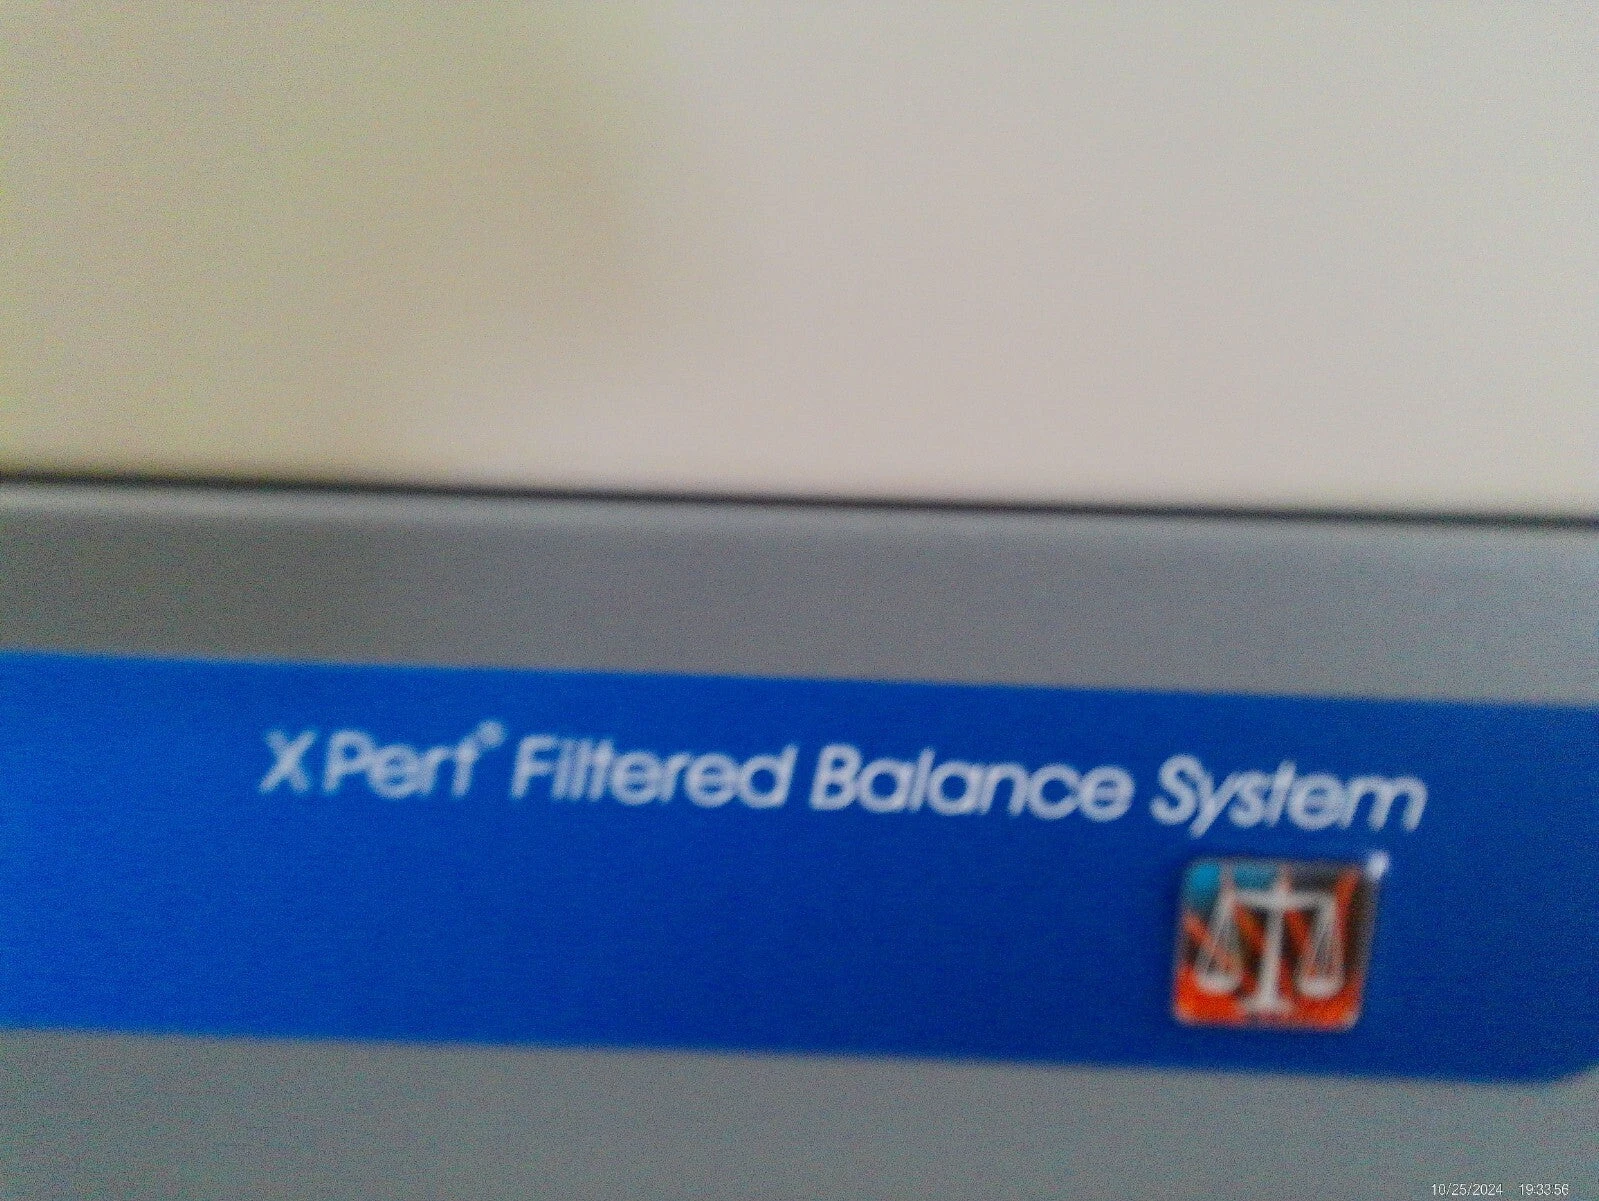 XPert® Filtered Balance System
10/25/2024 19:33:56